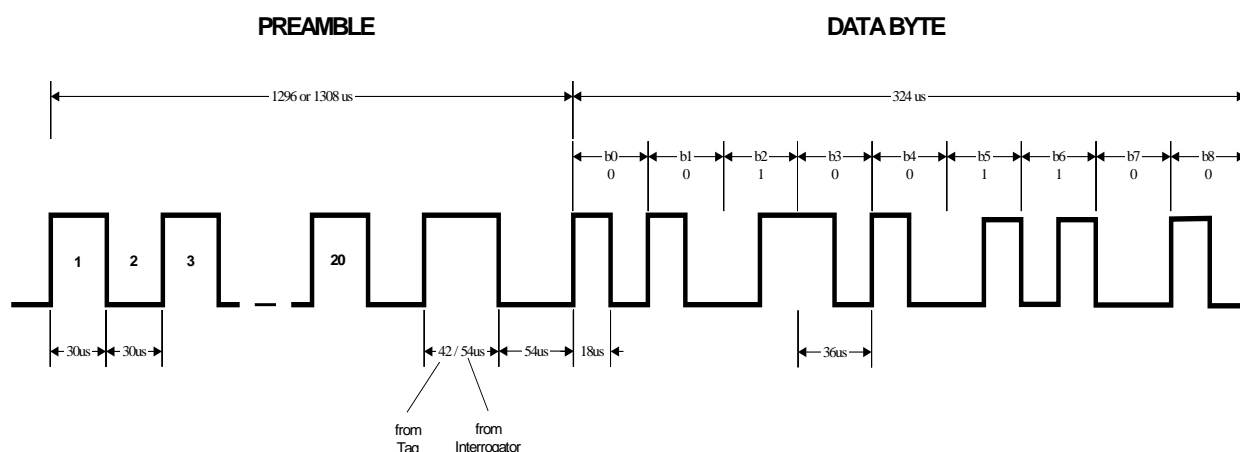 PREAMBLE DATA BYTE
1296 or 1308 us 324 us
b0 b1 b2 b3 b4 b5 b6 b7 b8
0 0 1 0 0 1 1 0 0
1 2 3 20
30us 30us 42 / 54us 54us 18us 36us
from from
Tag Interrogator